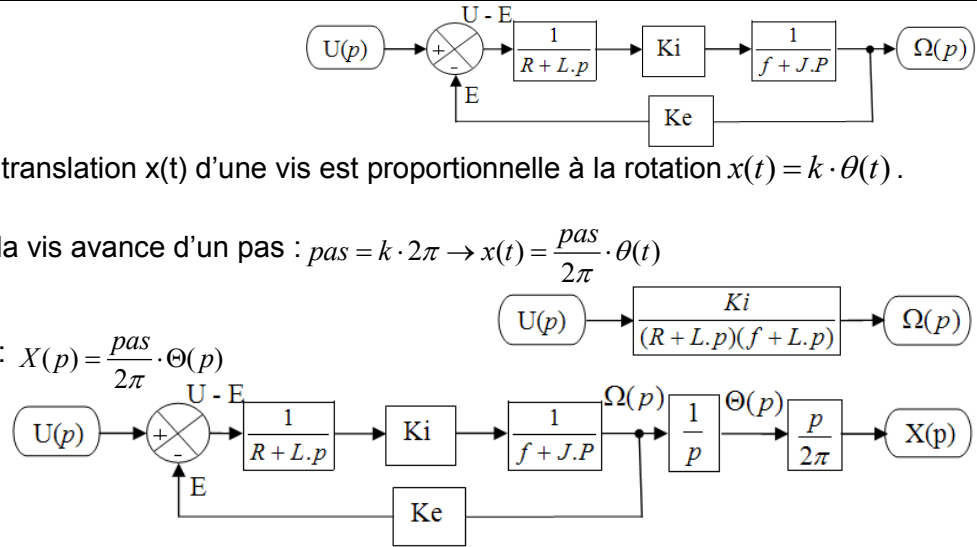 U - E
U(p) + - 1 / R + L.p Ki 1 / f + J.P Ω(p)
E
Ke
translation x(t) d'une vis est proportionnelle à la rotation x(t) = k · θ(t) .
la vis avance d'un pas : pas = k · 2π → x(t) = pas / 2π · θ(t)
U(p) Ki / (R + L.p)(f + L.p) Ω(p)
: X(p) = pas / 2π · Θ(p)
U - E Ω(p) Θ(p)
U(p) + - 1 / R + L.p Ki 1 / f + J.P 1 / p p / 2π X(p)
E
Ke